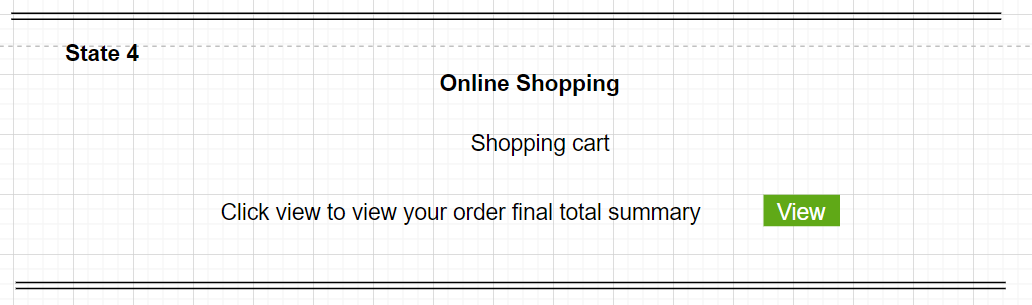 State 4
Online Shopping
Shopping cart
Click view to view your order final total summary View